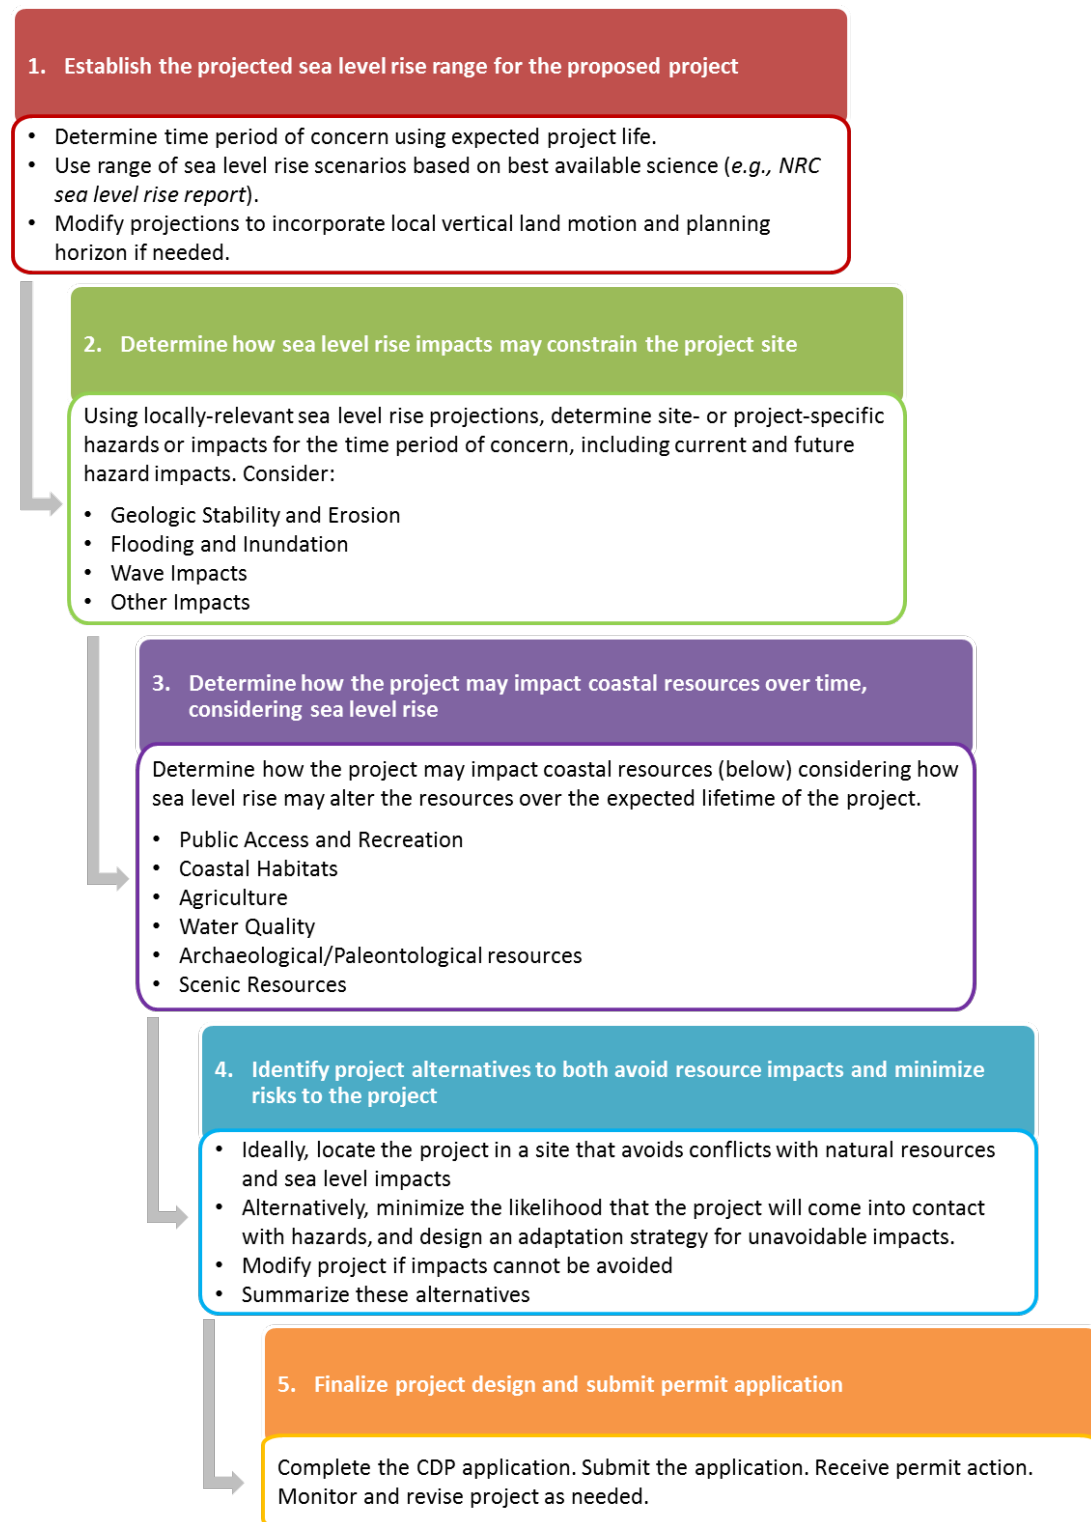 1. Establish the projected sea level rise range for the proposed project
• Determine time period of concern using expected project life.
• Use range of sea level rise scenarios based on best available science (e.g., NRC
sea level rise report).
• Modify projections to incorporate local vertical land motion and planning
horizon if needed.
2. Determine how sea level rise impacts may constrain the project site
Using locally-relevant sea level rise projections, determine site- or project-specific
hazards or impacts for the time period of concern, including current and future
hazard impacts. Consider:
• Geologic Stability and Erosion
• Flooding and Inundation
• Wave Impacts
• Other Impacts
3. Determine how the project may impact coastal resources over time,
considering sea level rise
Determine how the project may impact coastal resources (below) considering how
sea level rise may alter the resources over the expected lifetime of the project.
• Public Access and Recreation
• Coastal Habitats
• Agriculture
• Water Quality
• Archaeological/Paleontological resources
• Scenic Resources
4. Identify project alternatives to both avoid resource impacts and minimize
risks to the project
• Ideally, locate the project in a site that avoids conflicts with natural resources
and sea level impacts
• Alternatively, minimize the likelihood that the project will come into contact
with hazards, and design an adaptation strategy for unavoidable impacts.
• Modify project if impacts cannot be avoided
• Summarize these alternatives
5. Finalize project design and submit permit application
Complete the CDP application. Submit the application. Receive permit action.
Monitor and revise project as needed.